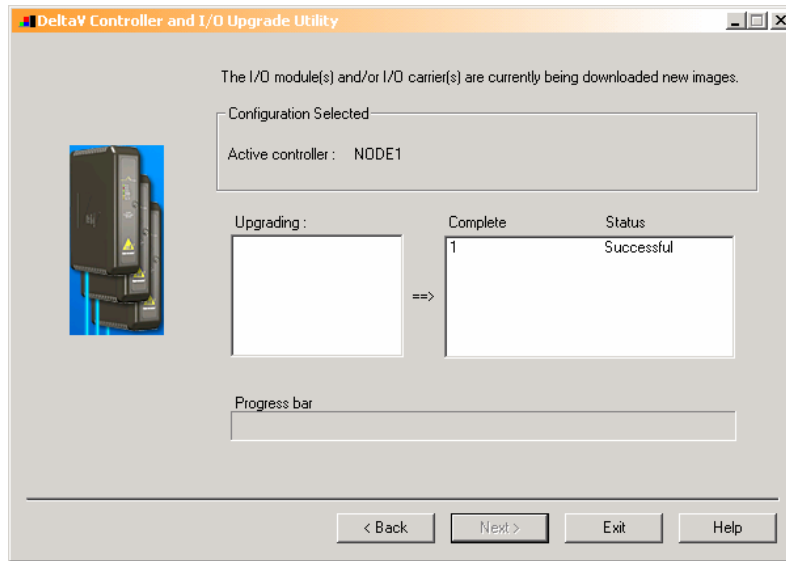 DeltaV Controller and I/O Upgrade Utility
The I/O module(s) and/or I/O carrier(s) are currently being downloaded new images.
Configuration Selected
Active controller : NODE1
Upgrading :
Complete Status
1 Successful
==>
Progress bar
< Back Next > Exit Help